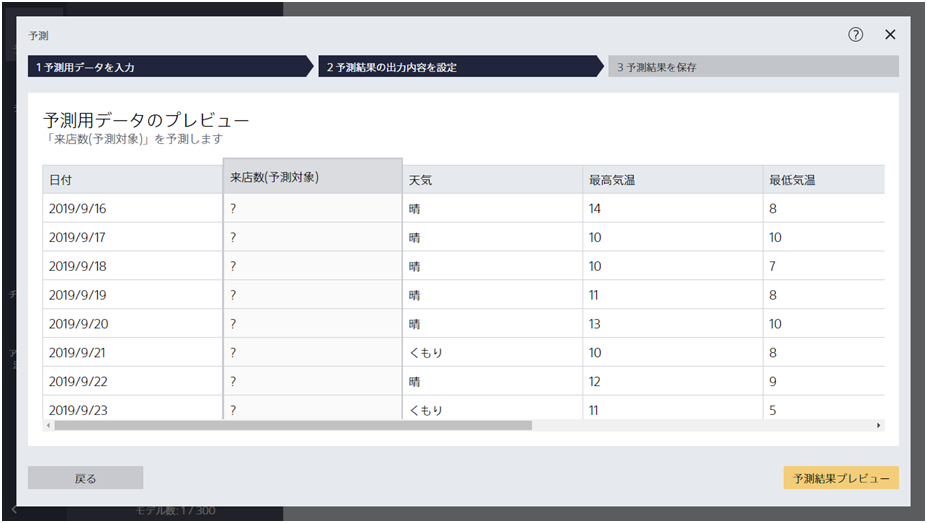 予測
1 予測用データを入力 2 予測結果の出力内容を設定 3 予測結果を保存
予測用データのプレビュー
「来店数(予測対象)」を予測します
日付 来店数(予測対象) 天気 最高気温 最低気温
2019/9/16 ? 晴 14 8
2019/9/17 ? 晴 10 10
2019/9/18 ? 晴 10 7
2019/9/19 ? 晴 11 8
2019/9/20 ? 晴 13 10
2019/9/21 ? くもり 10 8
2019/9/22 ? 晴 12 9
2019/9/23 ? くもり 11 5
戻る 予測結果プレビュー
モデル数: 1 / 300